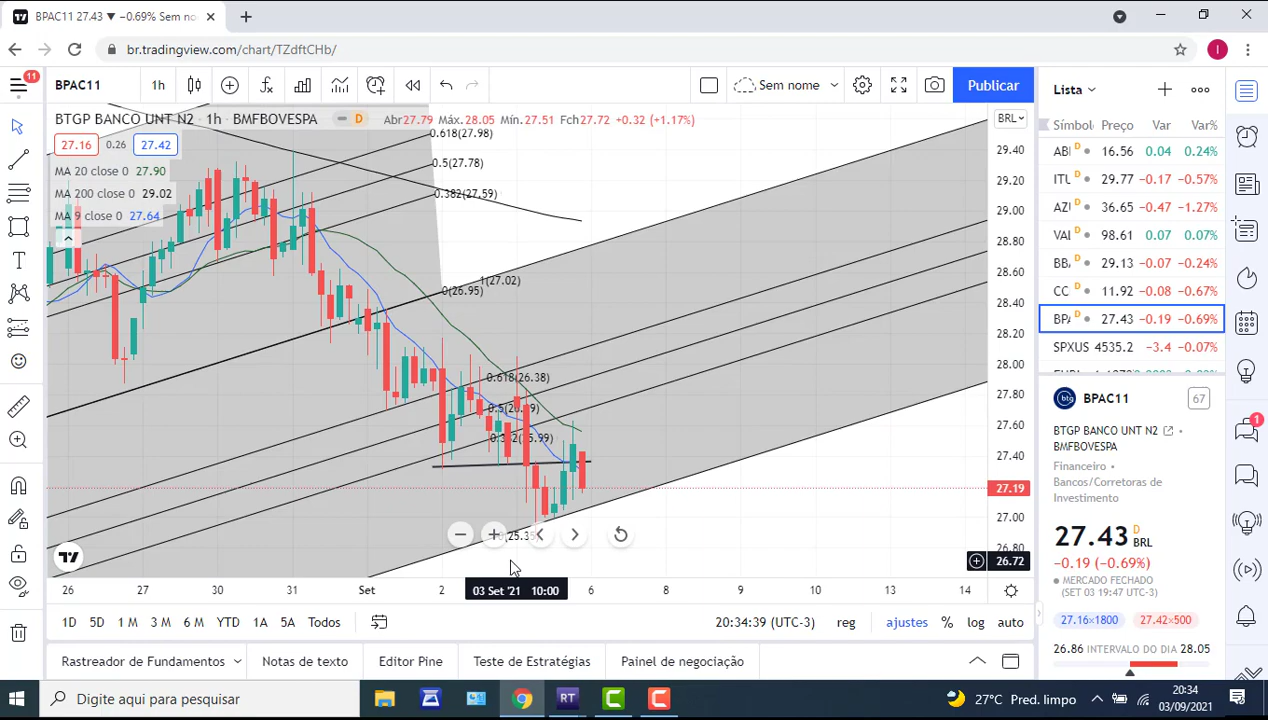 BPAC11 27.43 ▼ −0.69% Sem no
br.tradingview.com/chart/TZdftCHb/
I
11
BPAC11
1h
Sem nome
Publicar
Lista
BTGP BANCO UNT N2 · 1h · BMFBOVESPA
D
Abr27.79 Máx.28.05 Mín.27.51 Fch27.72 +0.32 (+1.17%)
BRL
27.16
0.26
27.42
MA 20 close 0 27.90
MA 200 close 0 29.02
MA 9 close 0 27.64
0.618(27.98)
0.5(27.78)
0.382(27.59)
1(27.02)
0(26.95)
0.618(26.38)
29.40
29.20
29.00
28.80
28.60
28.40
28.20
28.00
27.80
27.60
27.40
27.19
27.00
26.80
26.72
26
27
30
31
Set
2
03 Set '21 10:00
6
8
9
10
13
14
1D 5D 1 M 3 M 6 M YTD 1A 5A Todos
20:34:39 (UTC-3)
reg
ajustes
%
log
auto
Rastreador de Fundamentos
Notas de texto
Editor Pine
Teste de Estratégias
Painel de negociação
Símbol Preço Var Var%
D 16.56 0.04 0.24%
ITU D 29.77 −0.17 −0.57%
AZU D 36.65 −0.47 −1.27%
VAL D 98.61 0.07 0.07%
BB D 29.13 −0.07 −0.24%
CC D 11.92 −0.08 −0.67%
BPA D 27.43 −0.19 −0.69%
SPXUS 4535.2 −3.4 −0.07%
btg
BPAC11
67
BTGP BANCO UNT N2 •
BMFBOVESPA
Financeiro •
Bancos/Corretoras de
Investimento
27.43 D BRL
−0.19 (−0.69%)
MERCADO FECHADO
(SET 03 19:47 UTC-3)
27.16×1800
27.42×500
26.86 INTERVALO DO DIA 28.05
1
Digite aqui para pesquisar
RT
C
C
27°C Pred. limpo
20:34
03/09/2021